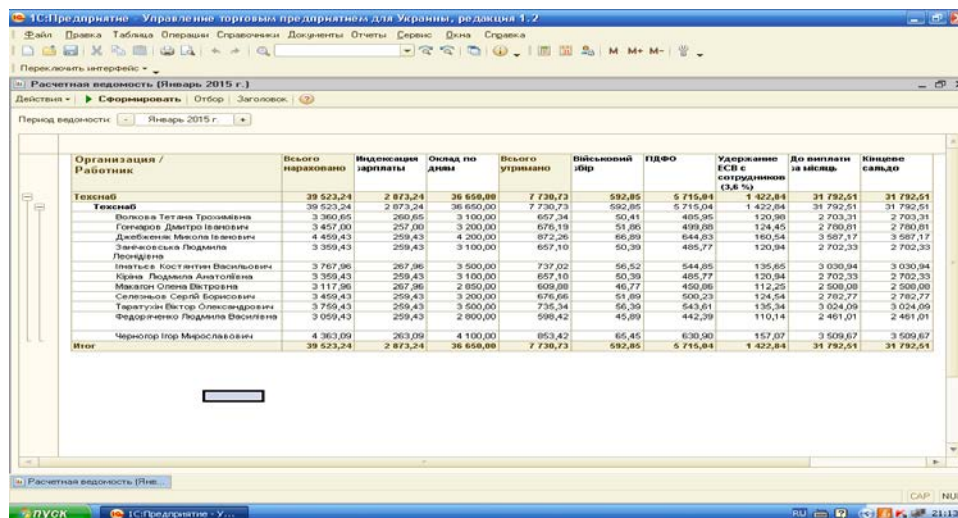 1С:Предприятие - Управление торговым предприятием для Украины, редакция 1.2
Файл Правка Таблица Операции Справочники Документы Отчеты Сервис Окна Справка
M M+ M-
Переключить интерфейс
Расчетная ведомость (Январь 2015 г.)
Действия Сформировать Отбор Заголовок
Период ведомости: - Январь 2015 г. +
Организация / Работник Всього нараховано Индексация зарплаты Оклад по дням Всього утримано Військовий збір ПДФО Удержание ЕСВ с сотрудников (3,6 %) До виплати за місяць Кінцеве сальдо
Техснаб 39 523,24 2 873,24 36 650,00 7 730,73 592,85 5 715,04 1 422,84 31 792,51 31 792,51
Техснаб 39 523,24 2 873,24 36 650,00 7 730,73 592,85 5 715,04 1 422,84 31 792,51 31 792,51
Волкова Тетяна Трохимівна 3 360,65 260,65 3 100,00 657,34 50,41 485,95 120,98 2 703,31 2 703,31
Гончаров Дмитро Іванович 3 457,00 257,00 3 200,00 676,19 51,86 499,88 124,45 2 780,81 2 780,81
Джебженяк Микола Іванович 4 459,43 259,43 4 200,00 872,26 66,89 644,83 160,54 3 587,17 3 587,17
Заячковська Людмила Леонідівна 3 359,43 259,43 3 100,00 657,10 50,39 485,77 120,94 2 702,33 2 702,33
Ігнатьєв Костянтин Васильович 3 767,96 267,96 3 500,00 737,02 56,52 544,85 135,65 3 030,94 3 030,94
Кіріна Людмила Анатоліївна 3 359,43 259,43 3 100,00 657,10 50,39 485,77 120,94 2 702,33 2 702,33
Макагон Олена Вікторівна 3 117,96 267,96 2 850,00 609,88 46,77 450,86 112,25 2 508,08 2 508,08
Селезньов Сергій Борисович 3 459,43 259,43 3 200,00 676,66 51,89 500,23 124,54 2 782,77 2 782,77
Таратухін Віктор Олександрович 3 759,43 259,43 3 500,00 735,34 56,39 543,61 135,34 3 024,09 3 024,09
Федоряченко Людмила Василівна 3 059,43 259,43 2 800,00 598,42 45,89 442,39 110,14 2 461,01 2 461,01
Черногор Ігор Мирославович 4 363,09 263,09 4 100,00 853,42 65,45 630,90 157,07 3 509,67 3 509,67
Итог 39 523,24 2 873,24 36 650,00 7 730,73 592,85 5 715,04 1 422,84 31 792,51 31 792,51
Расчетная ведомость (Янв...
CAP NU
пуск 1С:Предприятие - У... RU 21:13